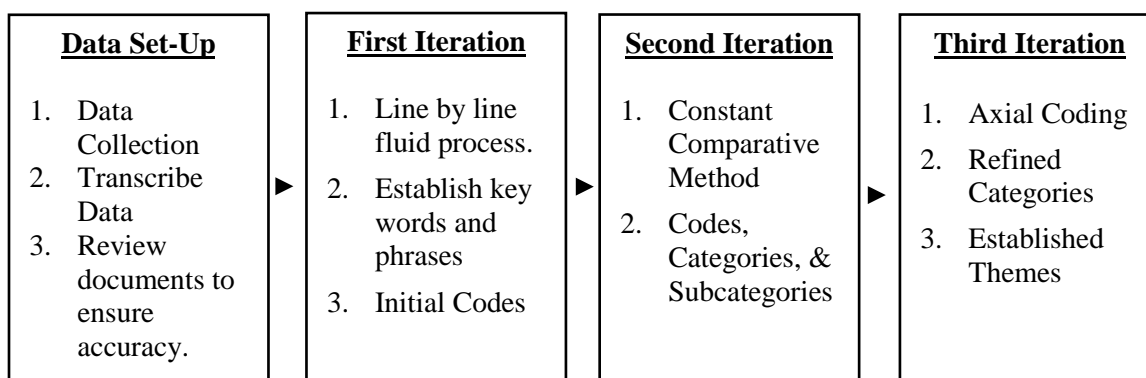 Data Set-Up
1. Data
Collection
2. Transcribe
Data
3. Review
documents to
ensure
accuracy.
First Iteration
1. Line by line
fluid process.
2. Establish key
words and
phrases
3. Initial Codes
Second Iteration
1. Constant
Comparative
Method
2. Codes,
Categories, &
Subcategories
Third Iteration
1. Axial Coding
2. Refined
Categories
3. Established
Themes